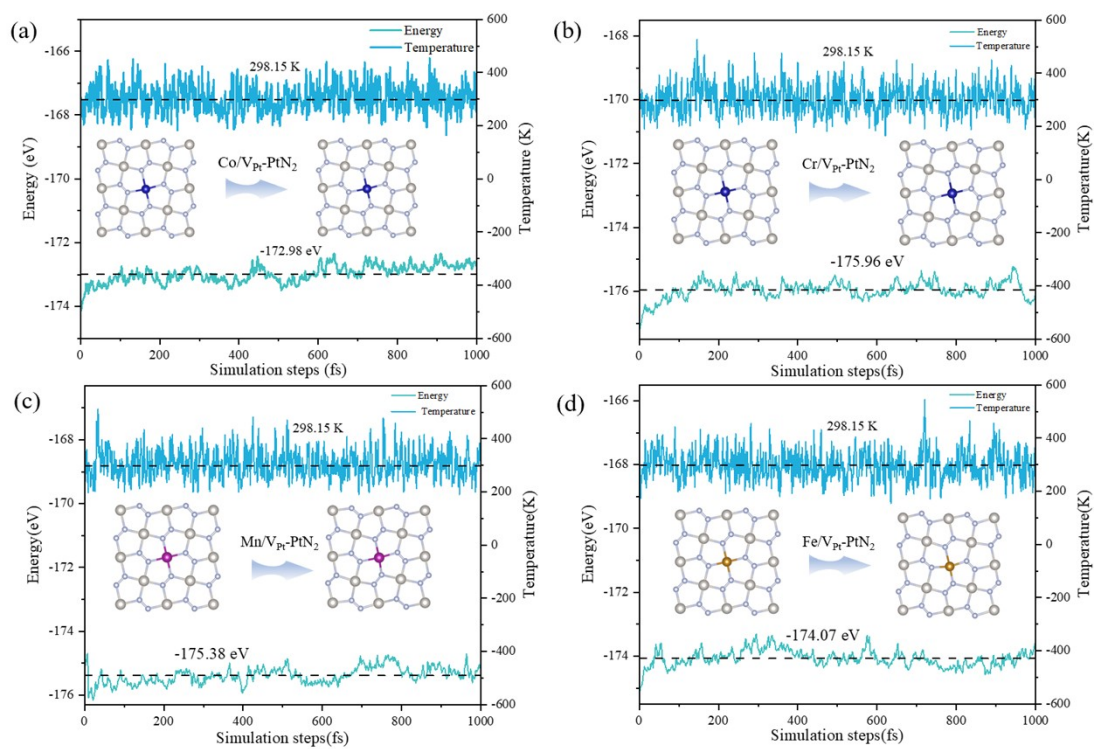 (a)
Energy
Temperature
298.15 K
Co/VPt-PtN2
-172.98 eV
-166
-168
-170
-172
-174
Energy (eV)
600
400
200
0
-200
-400
-600
Temperature (K)
0 200 400 600 800 1000
Simulation steps (fs)
(b)
Energy
Temperature
298.15 K
Cr/VPt-PtN2
-175.96 eV
-168
-170
-172
-174
-176
Energy(eV)
600
400
200
0
-200
-400
-600
Temperature(K)
0 200 400 600 800 1000
Simulation steps(fs)
(c)
Energy
Temperature
298.15 K
Mn/VPt-PtN2
-175.38 eV
-168
-170
-172
-174
-176
Energy(eV)
600
400
200
0
-200
-400
-600
Temperature(K)
0 200 400 600 800 1000
Simulation steps(fs)
(d)
Energy
Temperature
298.15 K
Fe/VPt-PtN2
-174.07 eV
-166
-168
-170
-172
-174
Energy(eV)
600
400
200
0
-200
-400
-600
Temperature(K)
0 200 400 600 800 1000
Simulation steps(fs)